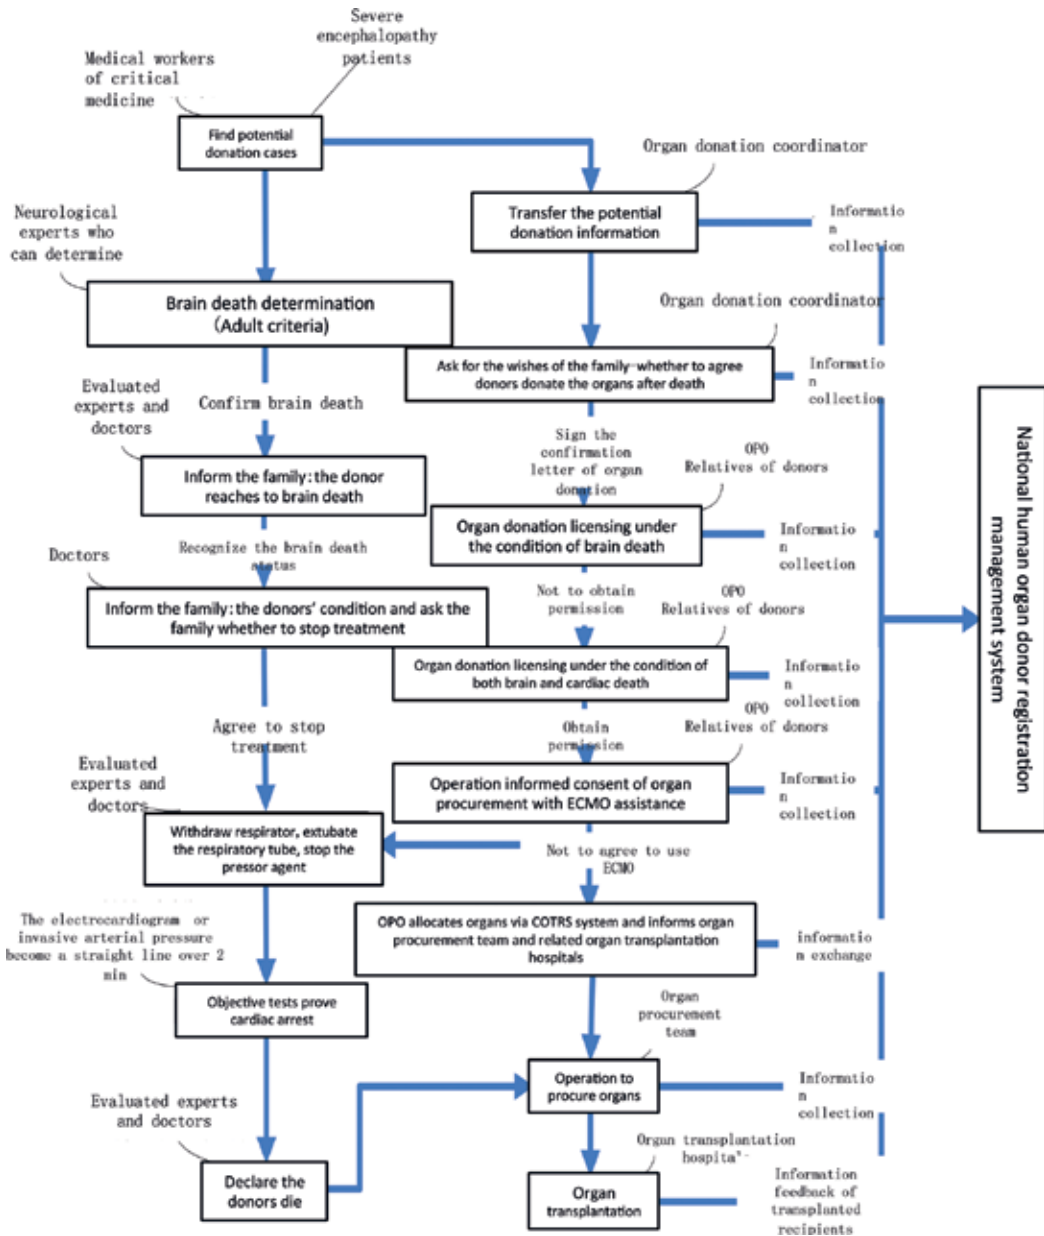 Severe
encephalopathy
patients
Medical workers
of critical
medicine
Find potential
donation cases
Organ donation coordinator
Transfer the potential
donation information
Informatio
n
collection
Neurological
experts who
can determine
Brain death determination
(Adult criteria)
Organ donation coordinator
Ask for the wishes of the family-whether to agree
donors donate the organs after death
Informatio
n
collection
Evaluated
experts and
doctors
Confirm brain death
Sign the
confirmation
letter of organ
donation
OPO
Relatives of donors
Inform the family: the donor
reaches to brain death
Organ donation licensing under
the condition of brain death
Informatio
n
collection
Doctors
Recognize the brain death
status
Not to obtain
permission
OPO
Relatives of donors
Inform the family: the donors' condition and ask the
family whether to stop treatment
Organ donation licensing under the condition of
both brain and cardiac death
Informatio
n
collection
Agree to stop
treatment
Obtain
permission
OPO
Relatives of donors
Evaluated
experts and
doctors
Operation informed consent of organ
procurement with ECMO assistance
Informatio
n
collection
Withdraw respirator, extubate
the respiratory tube, stop the
pressor agent
Not to agree to use
ECMO
The electrocardiogram or
invasive arterial pressure
become a straight line over 2
min
OPO allocates organs via COTRS system and informs organ
procurement team and related organ transplantation
hospitals
informatio
n exchange
Objective tests prove
cardiac arrest
Organ
procurement
team
Operation to
procure organs
Informatio
n
collection
Evaluated experts
and doctors
Declare the
donors die
Organ transplantation
hospital
Organ
transplantation
Information
feedback of
transplanted
recipients
National human organ donor registration
management system